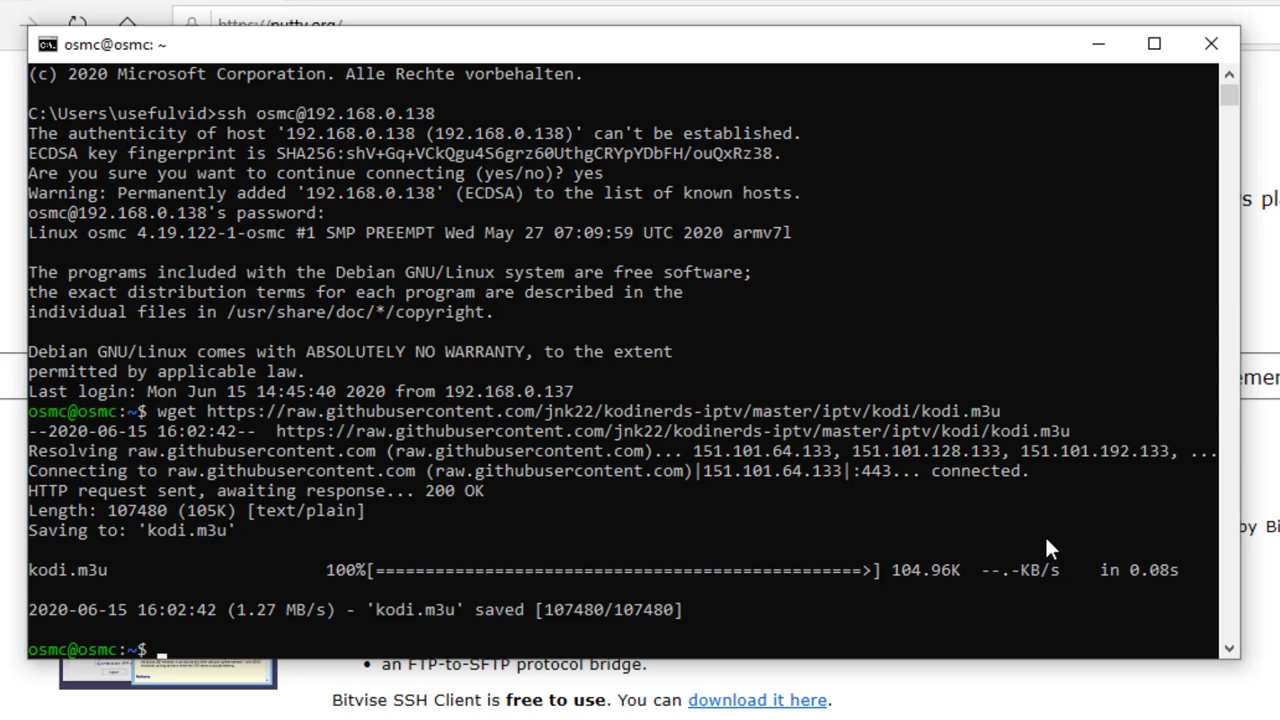 https://putty.org/
osmc@osmc: ~
(c) 2020 Microsoft Corporation. Alle Rechte vorbehalten.
C:\Users\usefulvid>ssh osmc@192.168.0.138
The authenticity of host '192.168.0.138 (192.168.0.138)' can't be established.
ECDSA key fingerprint is SHA256:shV+Gq+VCkQgu4S6grz60UthgCRYpYDbFH/ouQxRz38.
Are you sure you want to continue connecting (yes/no)? yes
Warning: Permanently added '192.168.0.138' (ECDSA) to the list of known hosts.
osmc@192.168.0.138's password:
Linux osmc 4.19.122-1-osmc #1 SMP PREEMPT Wed May 27 07:09:59 UTC 2020 armv7l
The programs included with the Debian GNU/Linux system are free software;
the exact distribution terms for each program are described in the
individual files in /usr/share/doc/*/copyright.
Debian GNU/Linux comes with ABSOLUTELY NO WARRANTY, to the extent
permitted by applicable law.
Last login: Mon Jun 15 14:45:40 2020 from 192.168.0.137
osmc@osmc:~$ wget https://raw.githubusercontent.com/jnk22/kodinerds-iptv/master/iptv/kodi/kodi.m3u
--2020-06-15 16:02:42--  https://raw.githubusercontent.com/jnk22/kodinerds-iptv/master/iptv/kodi/kodi.m3u
Resolving raw.githubusercontent.com (raw.githubusercontent.com)... 151.101.64.133, 151.101.128.133, 151.101.192.133, ...
Connecting to raw.githubusercontent.com (raw.githubusercontent.com)|151.101.64.133|:443... connected.
HTTP request sent, awaiting response... 200 OK
Length: 107480 (105K) [text/plain]
Saving to: 'kodi.m3u'
kodi.m3u 100%[=================================================>] 104.96K --.-KB/s in 0.08s
2020-06-15 16:02:42 (1.27 MB/s) - 'kodi.m3u' saved [107480/107480]
osmc@osmc:~$
s pl
emen
by Bi
• an FTP-to-SFTP protocol bridge.
Bitvise SSH Client is free to use. You can download it here.